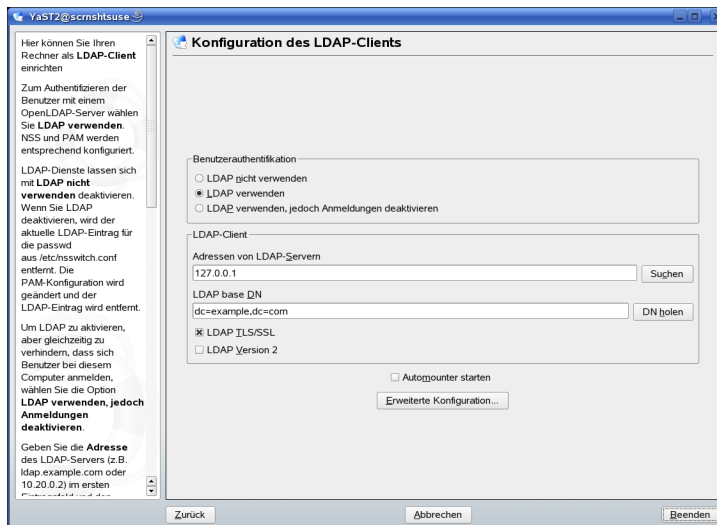 YaST2@scrnshtsuse
Hier können Sie Ihren
Rechner als LDAP-Client
einrichten
Zum Authentifizieren der
Benutzer mit einem
OpenLDAP-Server wählen
Sie LDAP verwenden.
NSS und PAM werden
entsprechend konfiguriert.
LDAP-Dienste lassen sich
mit LDAP nicht
verwenden deaktivieren.
Wenn Sie LDAP
deaktivieren, wird der
aktuelle LDAP-Eintrag für
die passwd
aus /etc/nsswitch.conf
entfernt. Die
PAM-Konfiguration wird
geändert und der
LDAP-Eintrag wird entfernt.
Um LDAP zu aktivieren,
aber gleichzeitig zu
verhindern, dass sich
Benutzer bei diesem
Computer anmelden,
wählen Sie die Option
LDAP verwenden, jedoch
Anmeldungen
deaktivieren.
Geben Sie die Adresse
des LDAP-Servers (z.B.
ldap.example.com oder
10.20.0.2) im ersten
Konfiguration des LDAP-Clients
Benutzerauthentifikation
LDAP nicht verwenden
LDAP verwenden
LDAP verwenden, jedoch Anmeldungen deaktivieren
LDAP-Client
Adressen von LDAP-Servern
127.0.0.1
Suchen
LDAP base DN
dc=example,dc=com
DN holen
LDAP TLS/SSL
LDAP Version 2
Automounter starten
Erweiterte Konfiguration...
Zurück
Abbrechen
Beenden